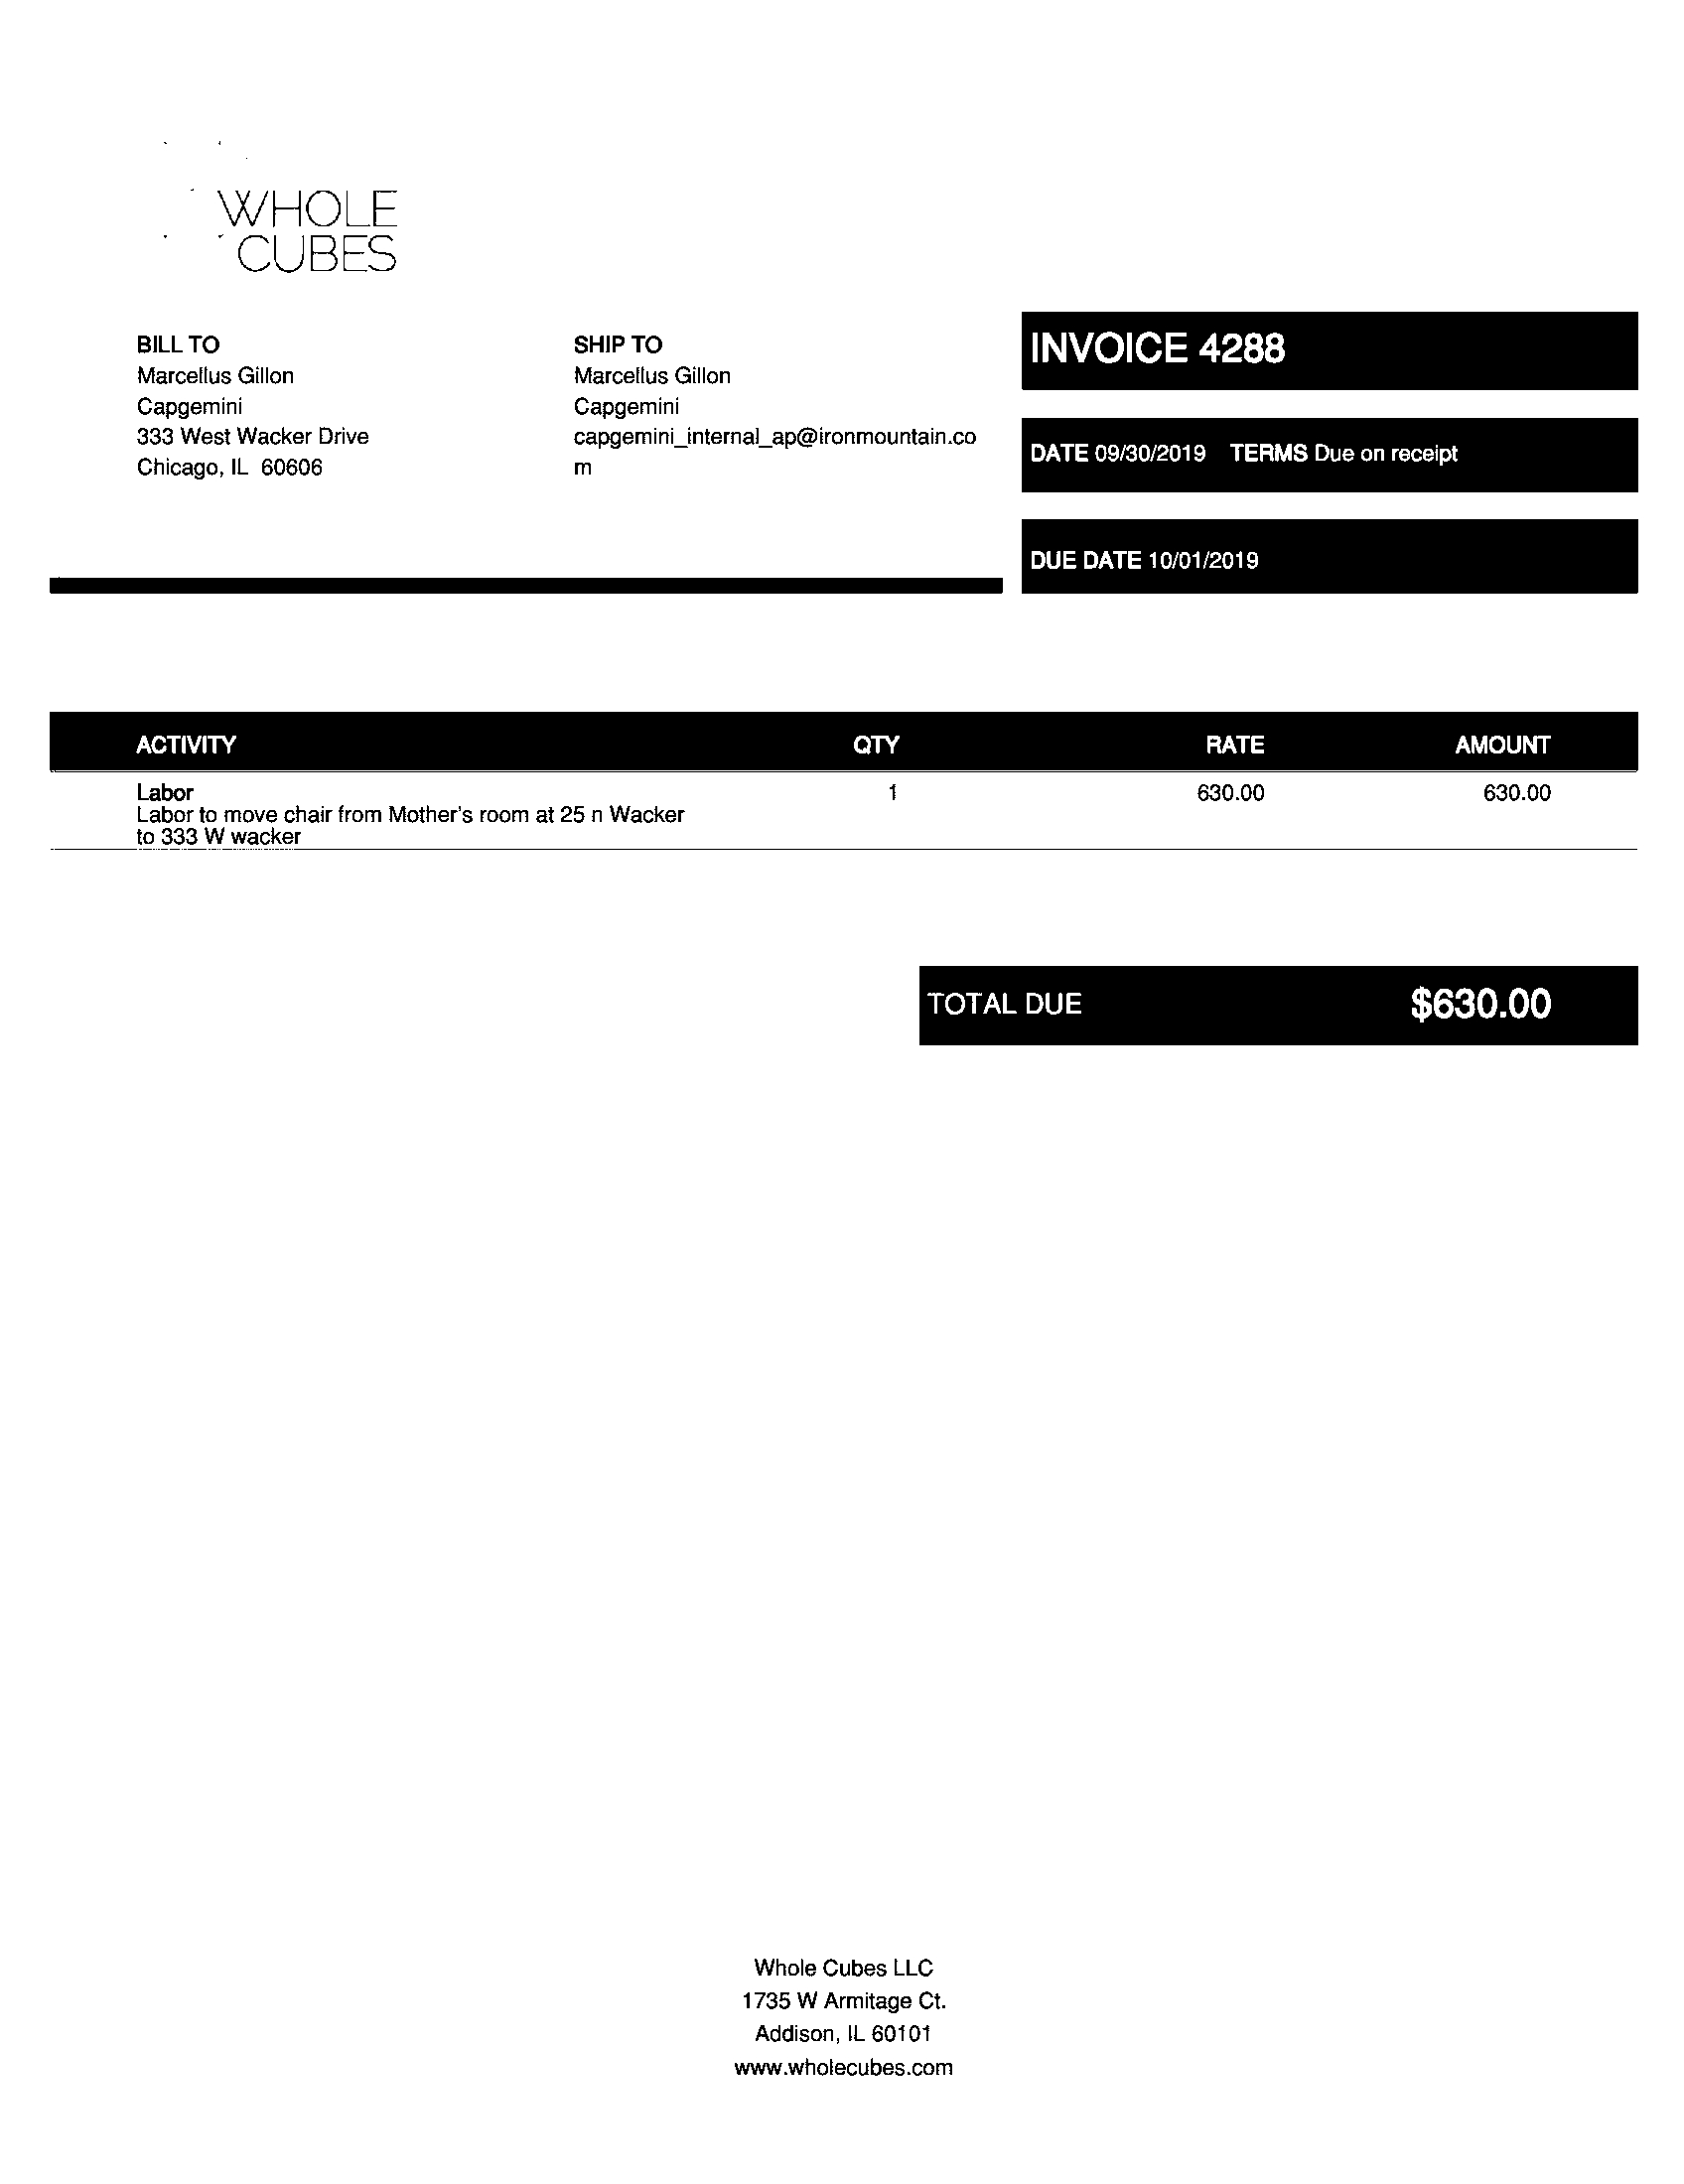 WHOLE
CUBES
BILL TO
Marcellus Gillon
Capgemini
333 West Wacker Drive
Chicago, IL 60606
SHIP TO
Marcellus Gillon
Capgemini
capgemini_internal_ap@ironmountain.co
m
INVOICE 4288
DATE 09/30/2019 TERMS Due on receipt
DUE DATE 10/01/2019
ACTIVITY QTY RATE AMOUNT
Labor 1 630.00 630.00
Labor to move chair from Mother's room at 25 n Wacker
to 333 W wacker
TOTAL DUE $630.00
Whole Cubes LLC
1735 W Armitage Ct.
Addison, IL 60101
www.wholecubes.com